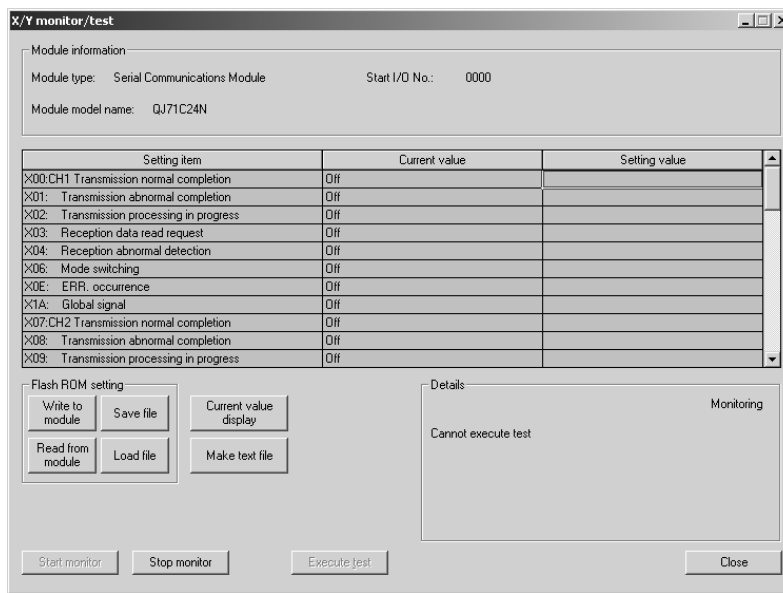 X/Y monitor/test
Module information
Module type: Serial Communications Module Start I/O No.: 0000
Module model name: QJ71C24N
Setting item Current value Setting value
X00:CH1 Transmission normal completion Off
X01: Transmission abnormal completion Off
X02: Transmission processing in progress Off
X03: Reception data read request Off
X04: Reception abnormal detection Off
X06: Mode switching Off
X0E: ERR. occurrence Off
X1A: Global signal Off
X07:CH2 Transmission normal completion Off
X08: Transmission abnormal completion Off
X09: Transmission processing in progress Off
Flash ROM setting
Write to module
Save file
Current value display
Read from module
Load file
Make text file
Details
Monitoring
Cannot execute test
Start monitor
Stop monitor
Execute test
Close